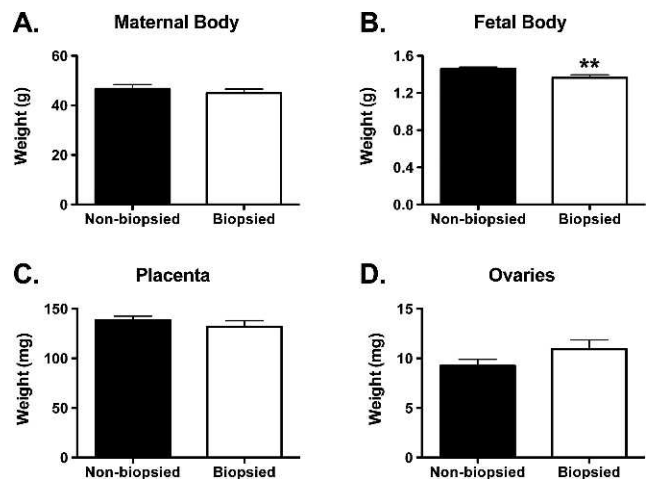 A. Maternal Body
Weight (g)
60
40
20
0
Non-biopsied Biopsied
B. Fetal Body
Weight (g)
1.6
1.2
0.8
0.4
0.0
**
Non-biopsied Biopsied
C. Placenta
Weight (mg)
150
100
50
0
Non-biopsied Biopsied
D. Ovaries
Weight (mg)
15
10
5
0
Non-biopsied Biopsied